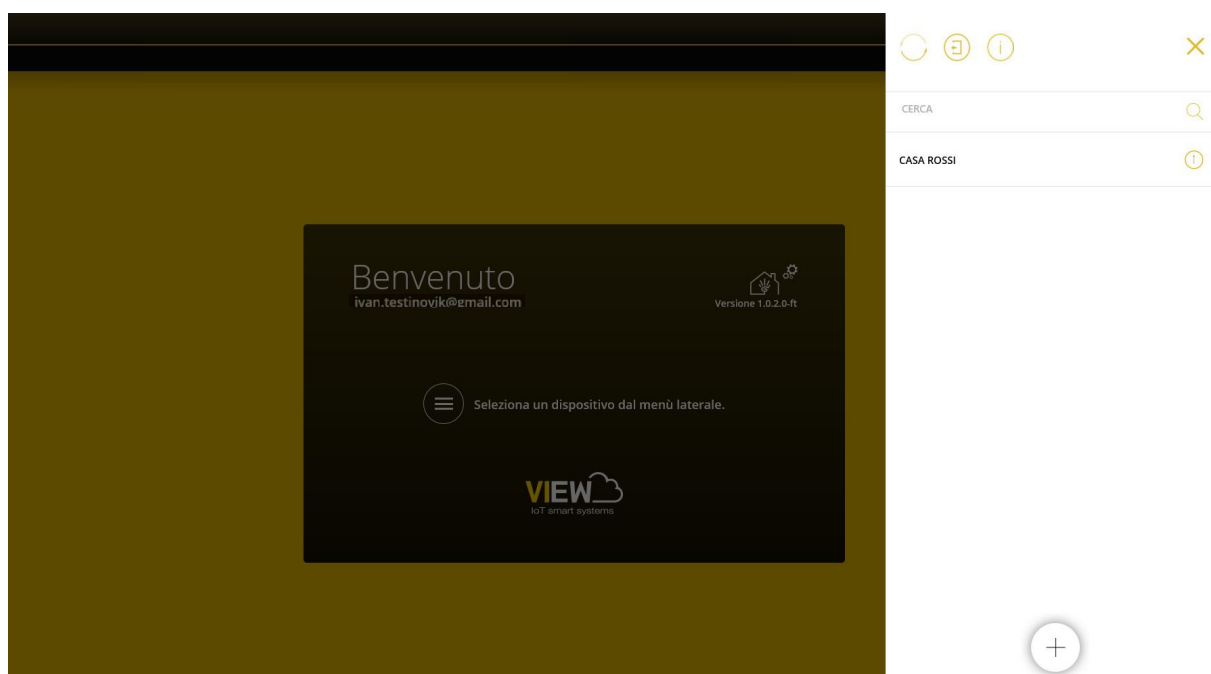 CERCA
CASA ROSSI
Benvenuto
ivan.testinovjk@gmail.com
Versione 1.0.2.0-ft
Seleziona un dispositivo dal menù laterale.
VIEW
IoT smart systems